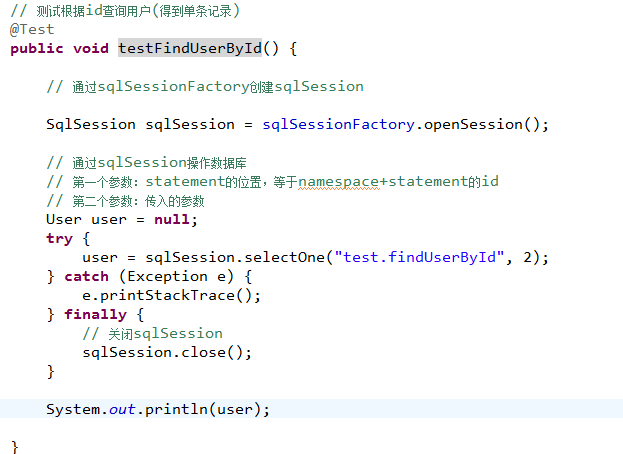 // 测试根据id查询用户(得到单条记录)
@Test
public void testFindUserById() {
// 通过sqlSessionFactory创建sqlSession
SqlSession sqlSession = sqlSessionFactory.openSession();
// 通过sqlSession操作数据库
// 第一个参数：statement的位置，等于namespace+statement的id
// 第二个参数：传入的参数
User user = null;
try {
user = sqlSession.selectOne("test.findUserById", 2);
} catch (Exception e) {
e.printStackTrace();
} finally {
// 关闭sqlSession
sqlSession.close();
}
System.out.println(user);
}